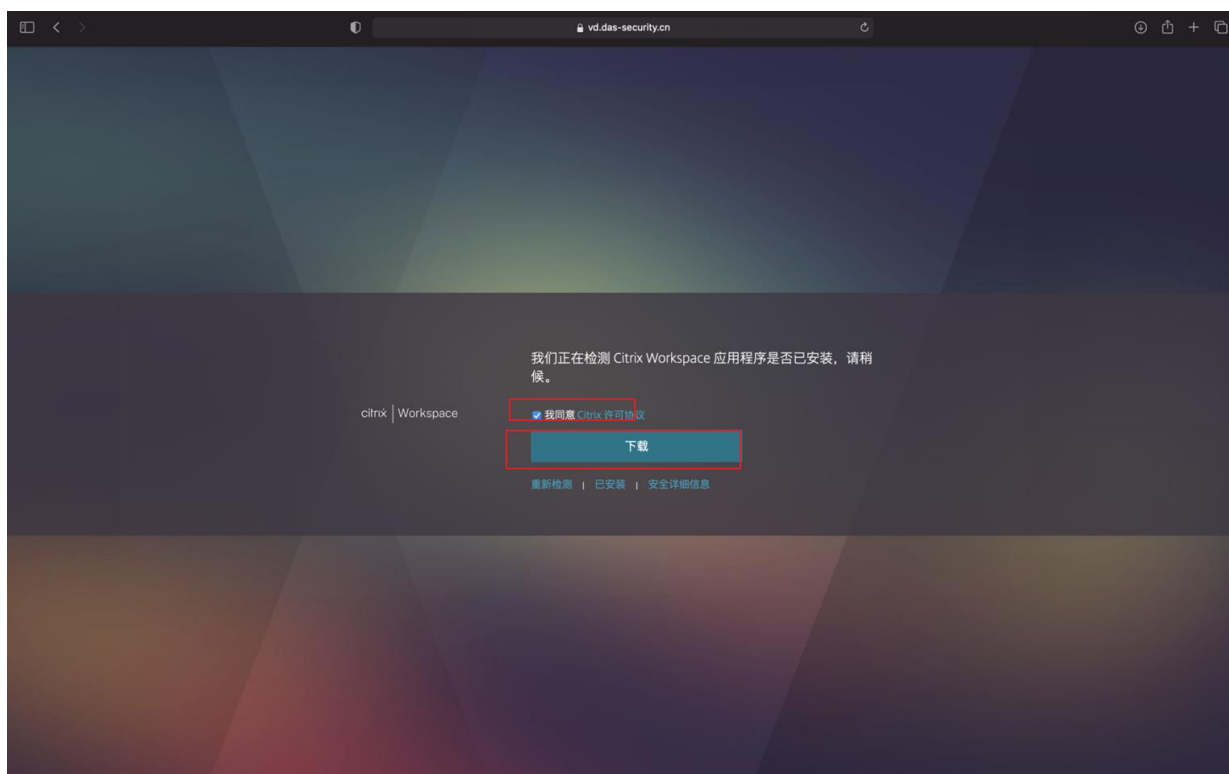 vd.das-security.cn
我们正在检测 Citrix Workspace 应用程序是否已安装，请稍
候。
citrix | Workspace
我同意 Citrix 许可协议
下载
重新检测 | 已安装 | 安全详细信息